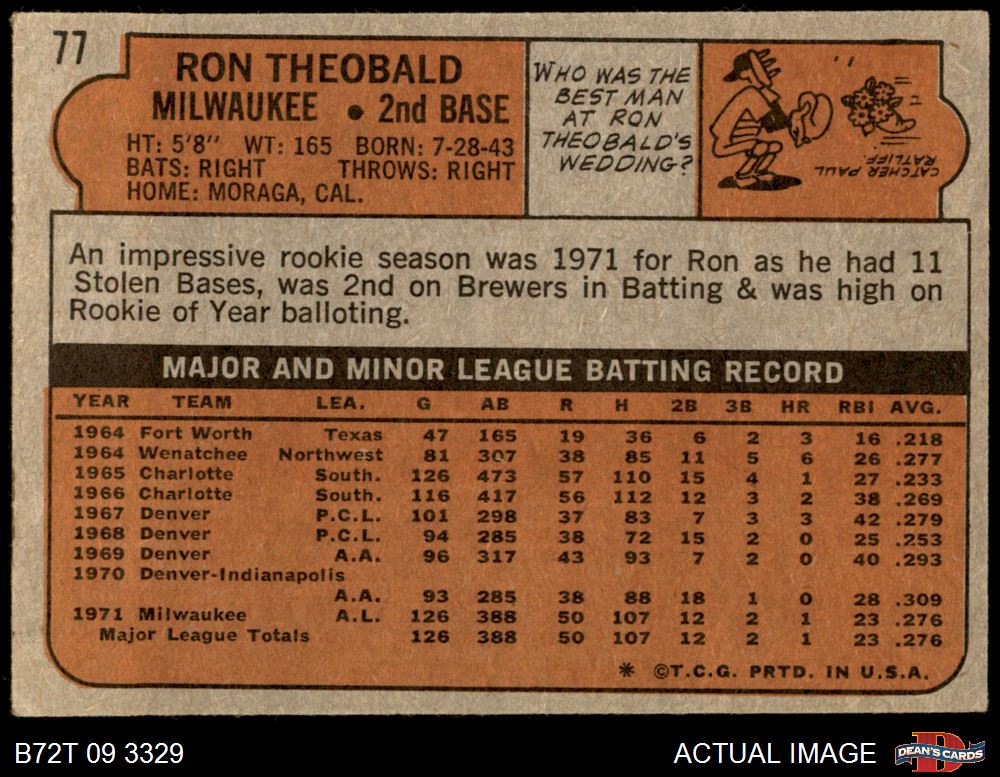 77
RON THEOBALD
MILWAUKEE • 2nd BASE
HT: 5'8" WT: 165 BORN: 7-28-43
BATS: RIGHT THROWS: RIGHT
HOME: MORAGA, CAL.
WHO WAS THE
BEST MAN
AT RON
THEOBALD'S
WEDDING?
CATCHER PAUL
RATLIFF.
An impressive rookie season was 1971 for Ron as he had 11
Stolen Bases, was 2nd on Brewers in Batting & was high on
Rookie of Year balloting.
MAJOR AND MINOR LEAGUE BATTING RECORD
YEAR TEAM LEA. G AB R H 2B 3B HR RBI AVG.
1964 Fort Worth Texas 47 165 19 36 6 2 3 16 .218
1964 Wenatchee Northwest 81 307 38 85 11 5 6 26 .277
1965 Charlotte South. 126 473 57 110 15 4 1 27 .233
1966 Charlotte South. 116 417 56 112 12 3 2 38 .269
1967 Denver P.C.L. 101 298 37 83 7 3 3 42 .279
1968 Denver P.C.L. 94 285 38 72 15 2 0 25 .253
1969 Denver A.A. 96 317 43 93 7 2 0 40 .293
1970 Denver-Indianapolis
A.A. 93 285 38 88 18 1 0 28 .309
1971 Milwaukee A.L. 126 388 50 107 12 2 1 23 .276
Major League Totals 126 388 50 107 12 2 1 23 .276
* ©T.C.G. PRTD. IN U.S.A.
B72T 09 3329
ACTUAL IMAGE
D
DEAN'S CARDS